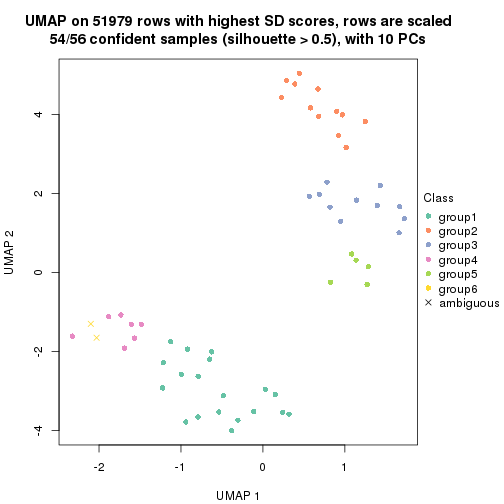 UMAP on 51979 rows with highest SD scores, rows are scaled
54/56 confident samples (silhouette > 0.5), with 10 PCs
4
2
0
-2
-4
UMAP 2
-2
-1
0
1
UMAP 1
Class
group1
group2
group3
group4
group5
group6
ambiguous